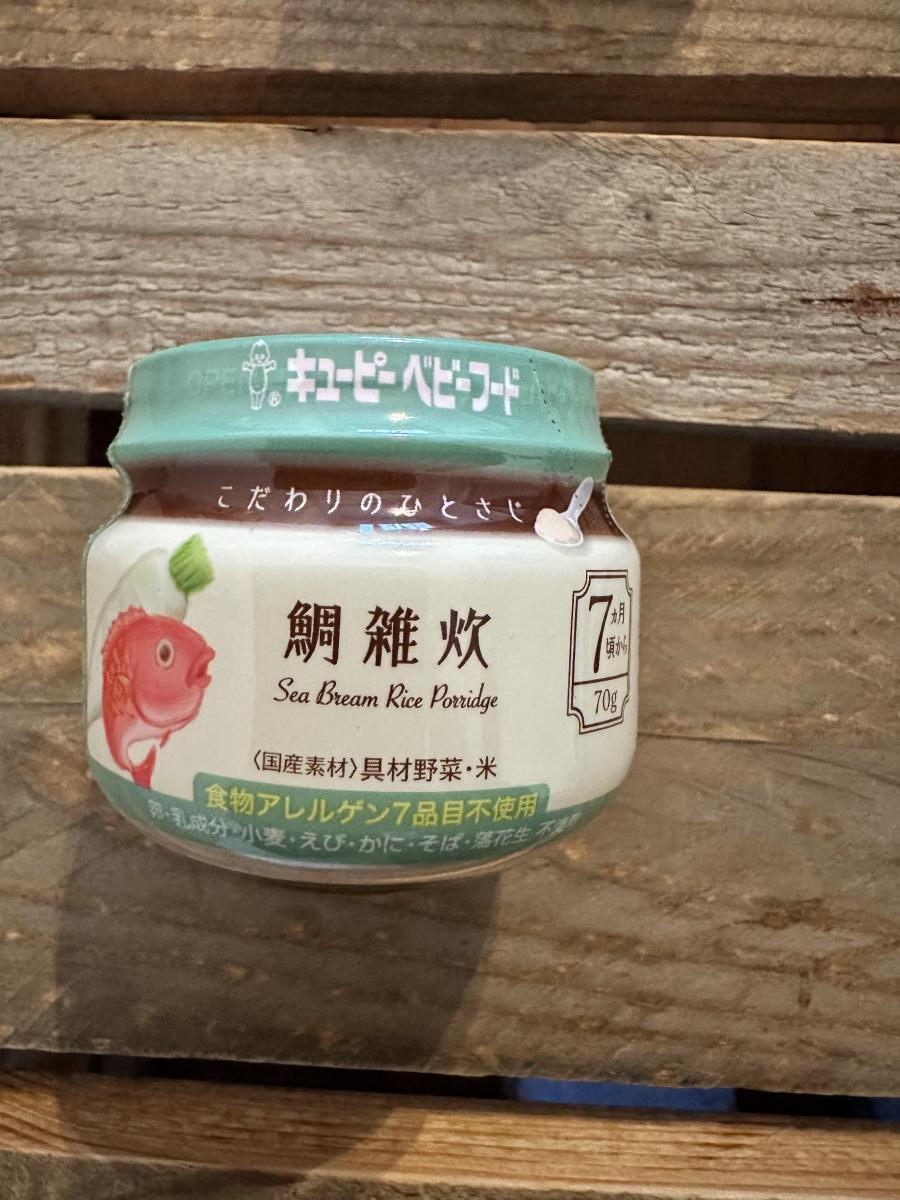 キユーピー ベビーフード
®
こだわりのひとさじ
鯛雑炊
Sea Bream Rice Porridge
7ヵ月
頃から
70g
〈国産素材〉具材野菜・米
食物アレルゲン7品目不使用
卵・乳成分・小麦・えび・かに・そば・落花生